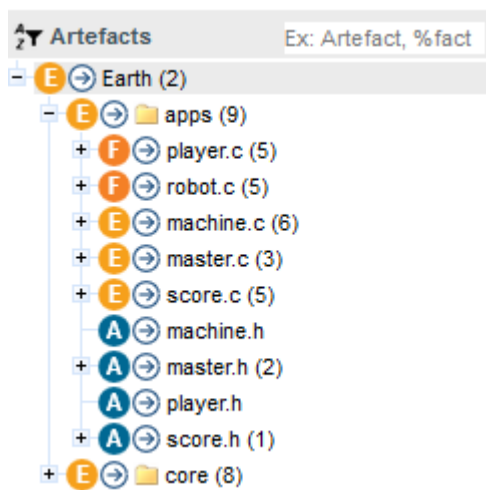 A Z Artefacts Ex: Artefact, %fact
E Earth (2)
E apps (9)
F player.c (5)
F robot.c (5)
E machine.c (6)
E master.c (3)
E score.c (5)
A machine.h
A master.h (2)
A player.h
A score.h (1)
E core (8)